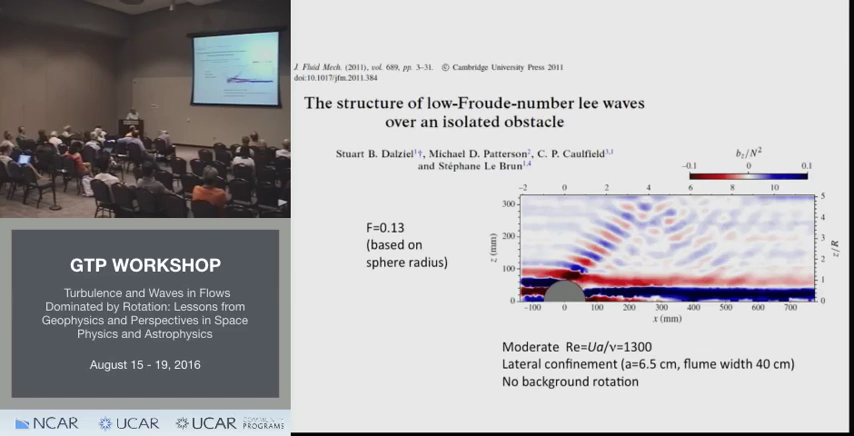 J. Fluid Mech. (2011), vol. 689, pp. 3–31. © Cambridge University Press 2011
doi:10.1017/jfm.2011.384
The structure of low-Froude-number lee waves
over an isolated obstacle
Stuart B. Dalziel¹†, Michael D. Patterson², C. P. Caulfield³,¹
and Stéphane Le Brun¹,⁴
b_z/N²
-0.1 0 0.1
-2 0 2 4 6 8 10
300
200
100
0
z (mm)
5
4
3
2
1
0
z/R
-100 0 100 200 300 400 500 600 700
x (mm)
F=0.13
(based on
sphere radius)
Moderate Re=Ua/ν=1300
Lateral confinement (a=6.5 cm, flume width 40 cm)
No background rotation
GTP WORKSHOP
Turbulence and Waves in Flows
Dominated by Rotation: Lessons from
Geophysics and Perspectives in Space
Physics and Astrophysics
August 15 - 19, 2016
NCAR UCAR UCAR
PROGRAMS